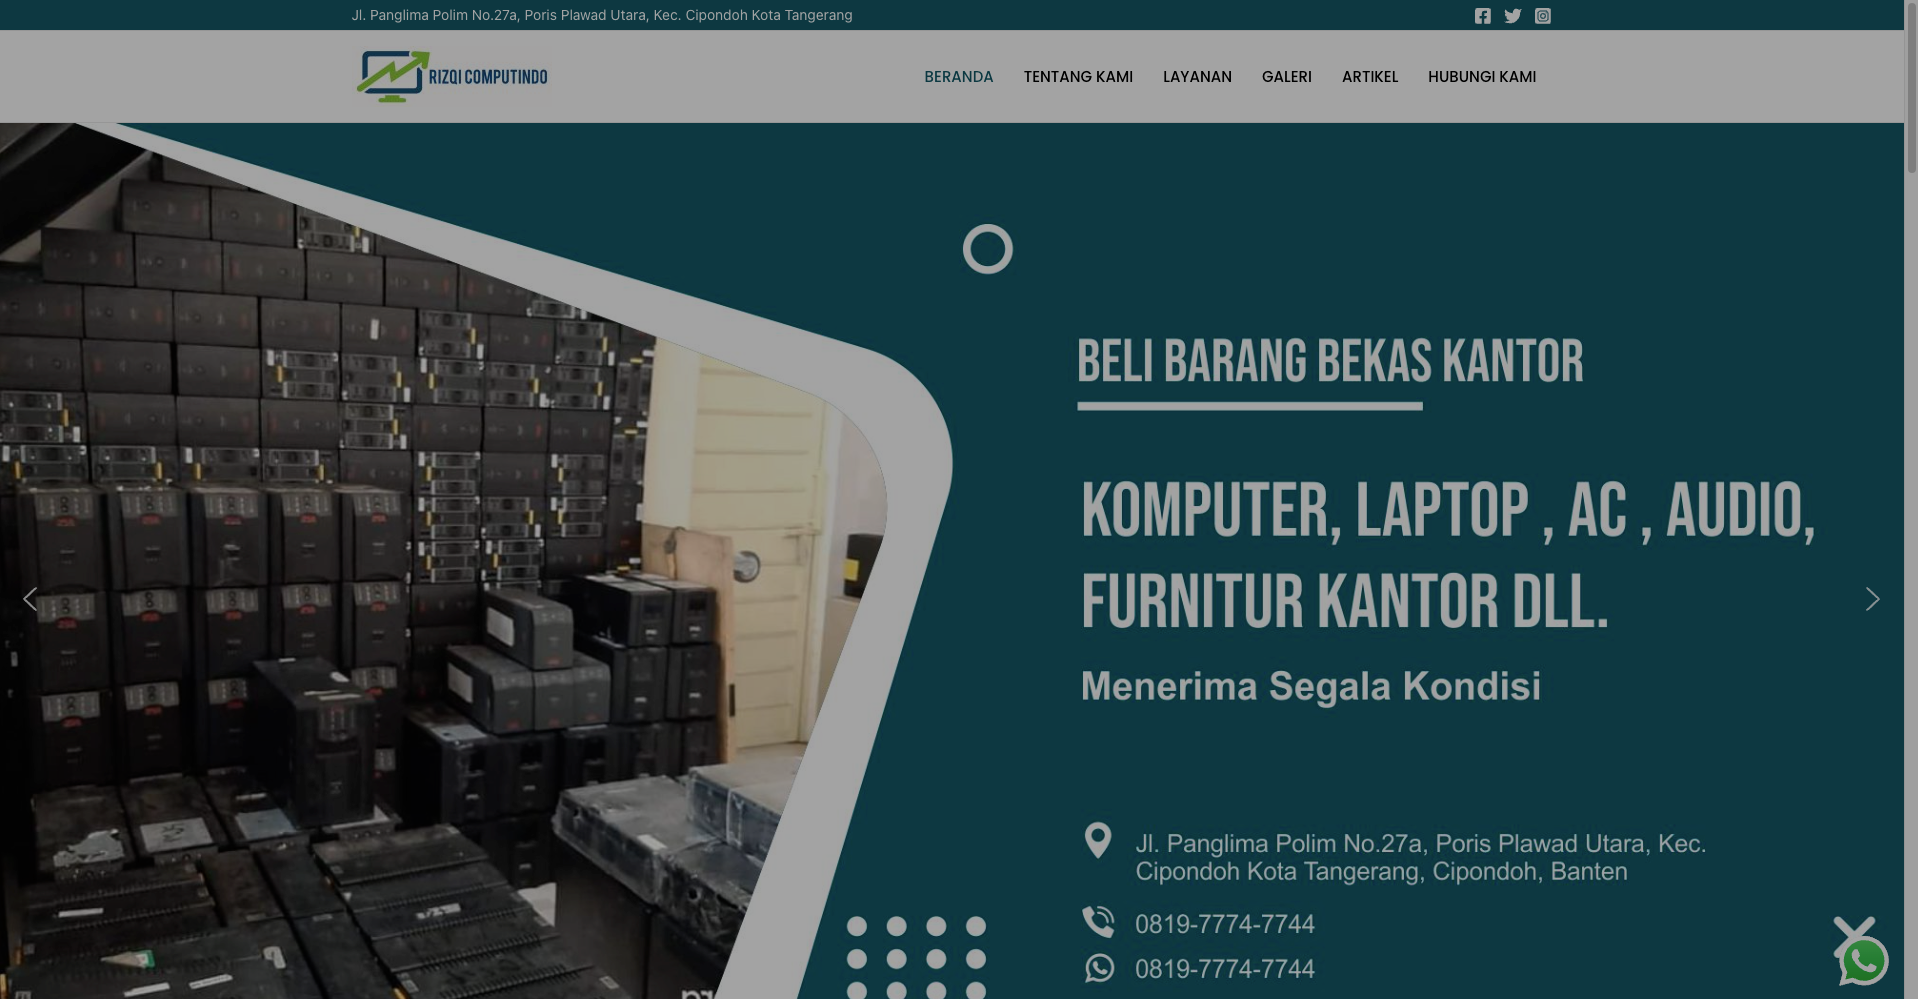 Jl. Panglima Polim No.27a, Poris Plawad Utara, Kec. Cipondoh Kota Tangerang
RIZQI COMPUTINDO
BERANDA TENTANG KAMI LAYANAN GALERI ARTIKEL HUBUNGI KAMI
BELI BARANG BEKAS KANTOR
KOMPUTER, LAPTOP , AC , AUDIO,
FURNITUR KANTOR DLL.
Menerima Segala Kondisi
Jl. Panglima Polim No.27a, Poris Plawad Utara, Kec.
Cipondoh Kota Tangerang, Cipondoh, Banten
0819-7774-7744
0819-7774-7744